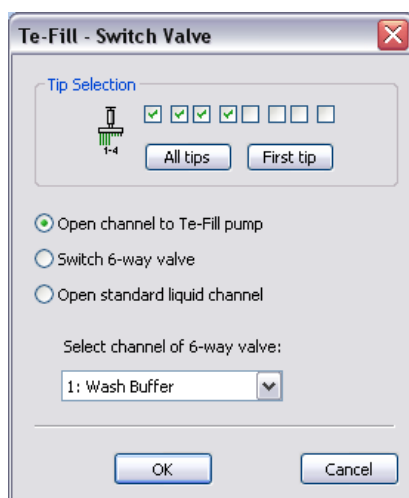 Te-Fill - Switch Valve
Tip Selection
1-4
All tips First tip
Open channel to Te-Fill pump
Switch 6-way valve
Open standard liquid channel
Select channel of 6-way valve:
1: Wash Buffer
OK Cancel